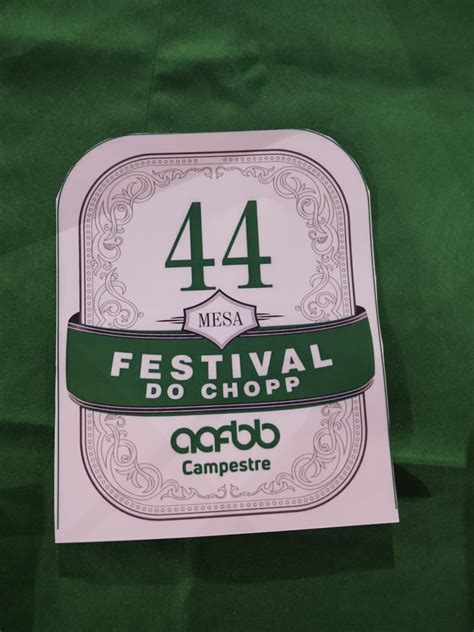 44
MESA
FESTIVAL
DO CHOPP
aafbb
Campestre